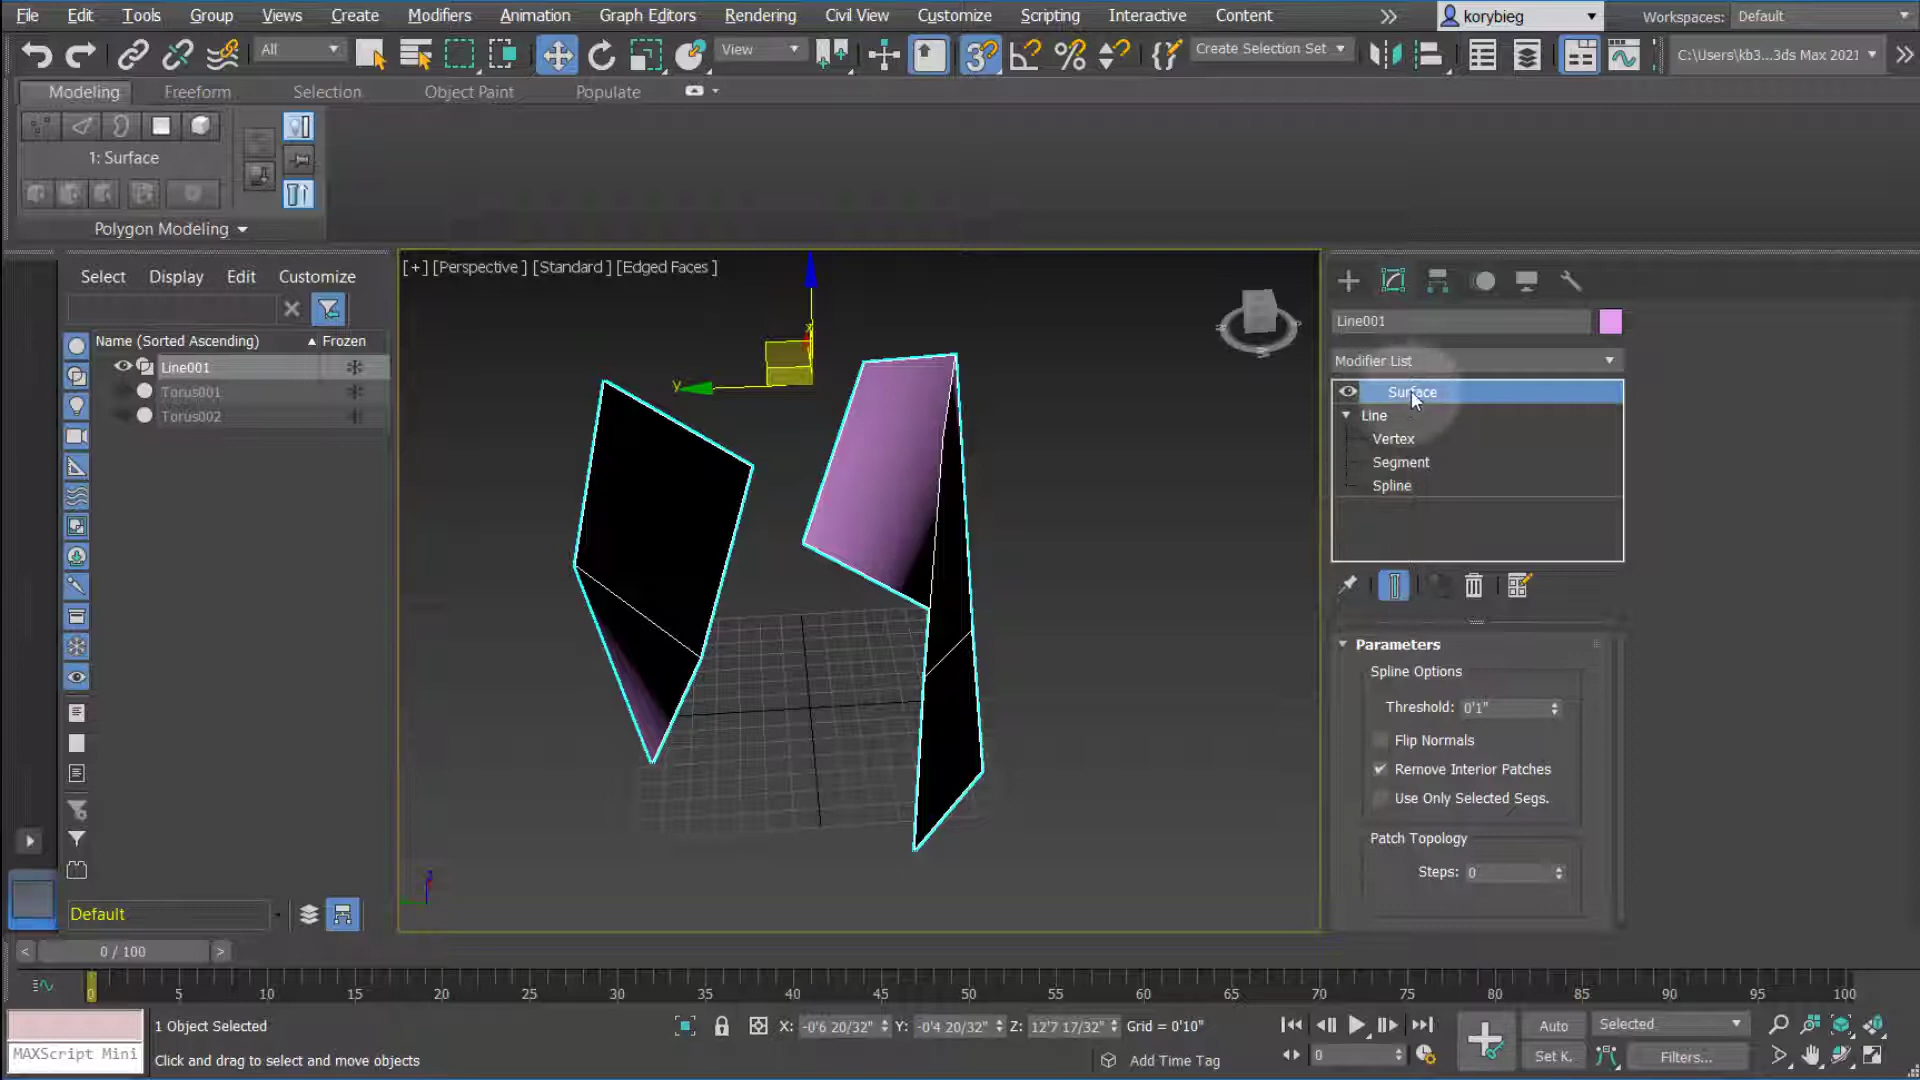 File Edit Tools Group Views Create Modifiers Animation Graph Editors Rendering Civil View Customize Scripting Interactive Content korybieg Workspaces: Default
All View Create Selection Set C:\Users\kb3...3ds Max 2021
Modeling Freeform Selection Object Paint Populate
1: Surface
Polygon Modeling
Select Display Edit Customize
Name (Sorted Ascending) Frozen
Line001
Torus001
Torus002
[+] [Perspective ] [Standard ] [Edged Faces ]
x
y
Line001
Modifier List
Surface
Line
Vertex
Segment
Spline
Parameters
Spline Options
Threshold: 0'1"
Flip Normals
Remove Interior Patches
Use Only Selected Segs.
Patch Topology
Steps: 0
Default
< 0 / 100 >
0 5 10 15 20 25 30 35 40 45 50 55 60 65 70 75 80 85 90 95 100
1 Object Selected X: -0'6 20/32" Y: -0'4 20/32" Z: 12'7 17/32" Grid = 0'10" Auto Selected
MAXScript Mini Click and drag to select and move objects Add Time Tag 0 Set K. Filters...